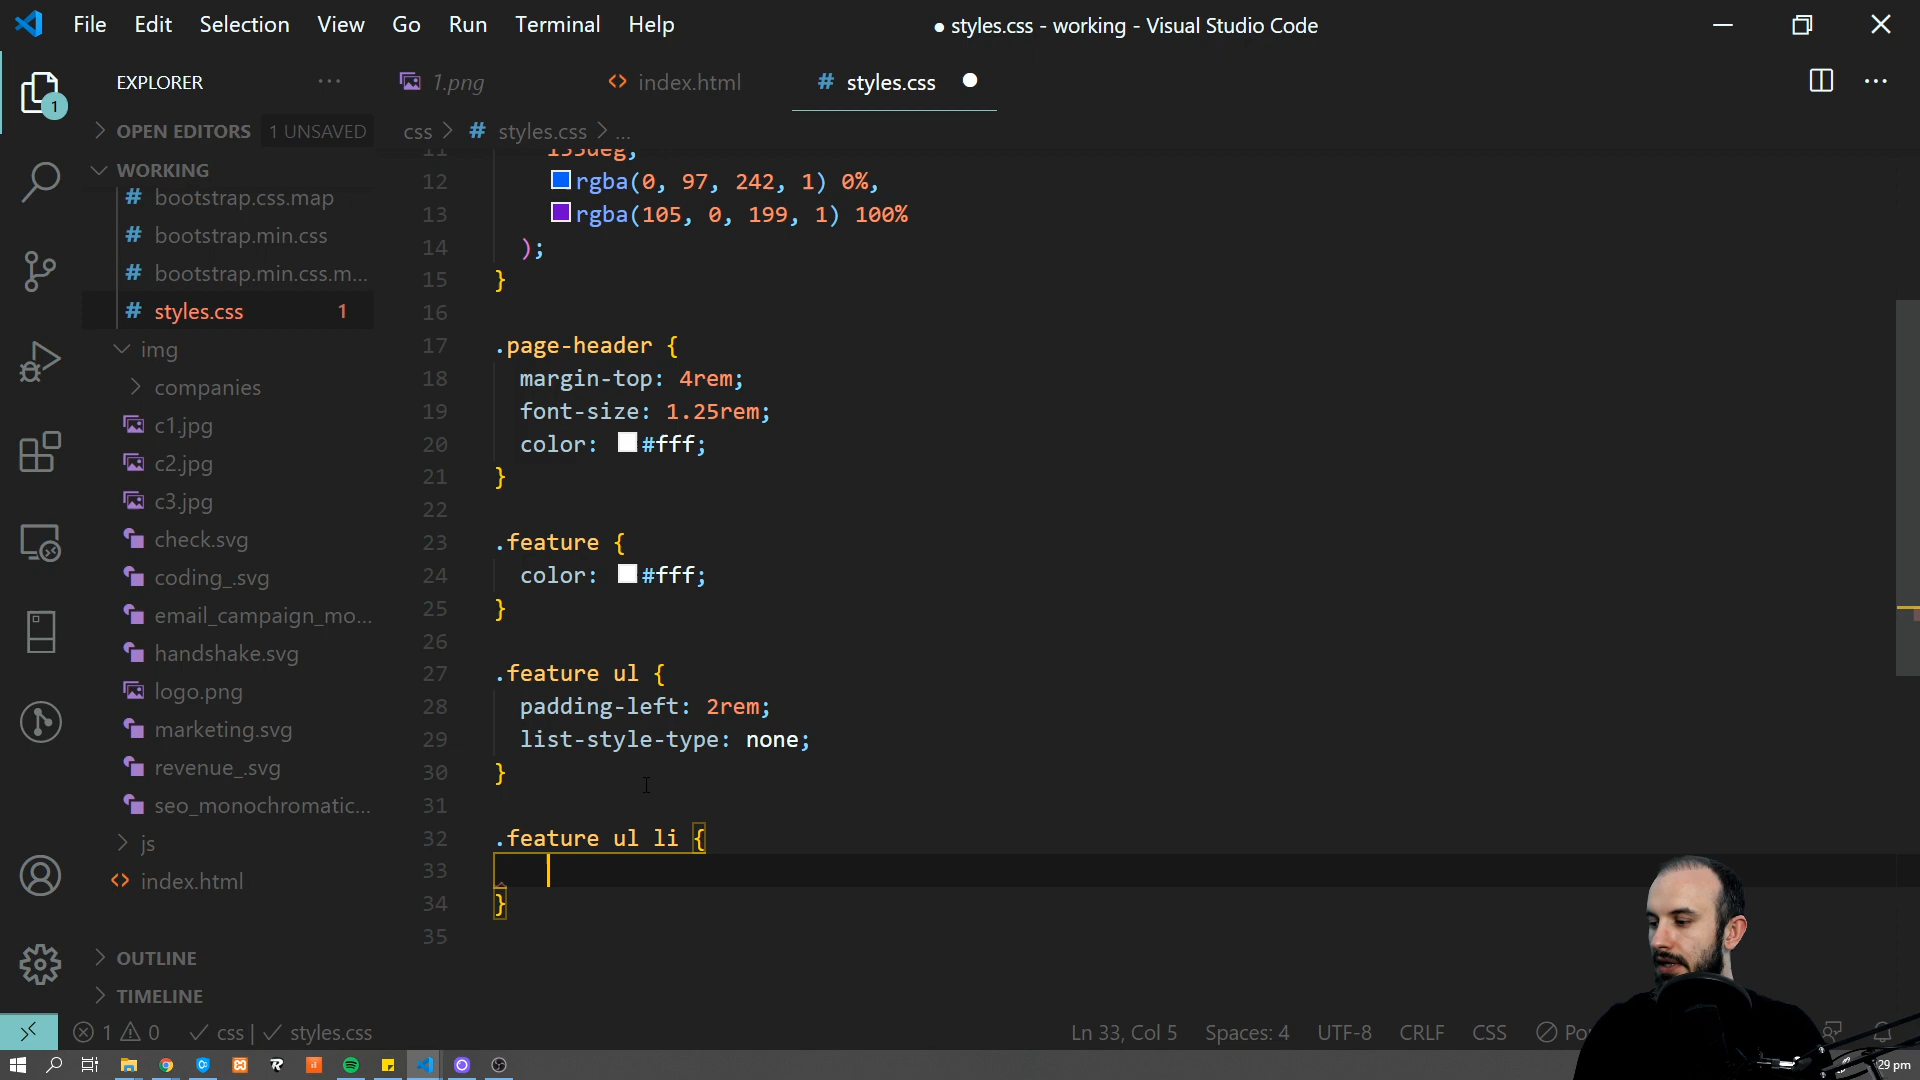 File Edit Selection View Go Run Terminal Help
● styles.css - working - Visual Studio Code
EXPLORER ···
1.png
index.html
styles.css
1
OPEN EDITORS 1 UNSAVED
css > # styles.css > ...
WORKING
bootstrap.css.map
bootstrap.min.css
bootstrap.min.css.m...
styles.css 1
img
companies
c1.jpg
c2.jpg
c3.jpg
check.svg
coding_.svg
email_campaign_mo...
handshake.svg
logo.png
marketing.svg
revenue_.svg
seo_monochromatic...
js
index.html
OUTLINE
TIMELINE
12 rgba(0, 97, 242, 1) 0%,
13 rgba(105, 0, 199, 1) 100%
14 );
15 }
16
17 .page-header {
18 margin-top: 4rem;
19 font-size: 1.25rem;
20 color: #fff;
21 }
22
23 .feature {
24 color: #fff;
25 }
26
27 .feature ul {
28 padding-left: 2rem;
29 list-style-type: none;
30 }
31
32 .feature ul li {
33
34 }
35
1 0 css | styles.css
Ln 33, Col 5 Spaces: 4 UTF-8 CRLF CSS
29 pm